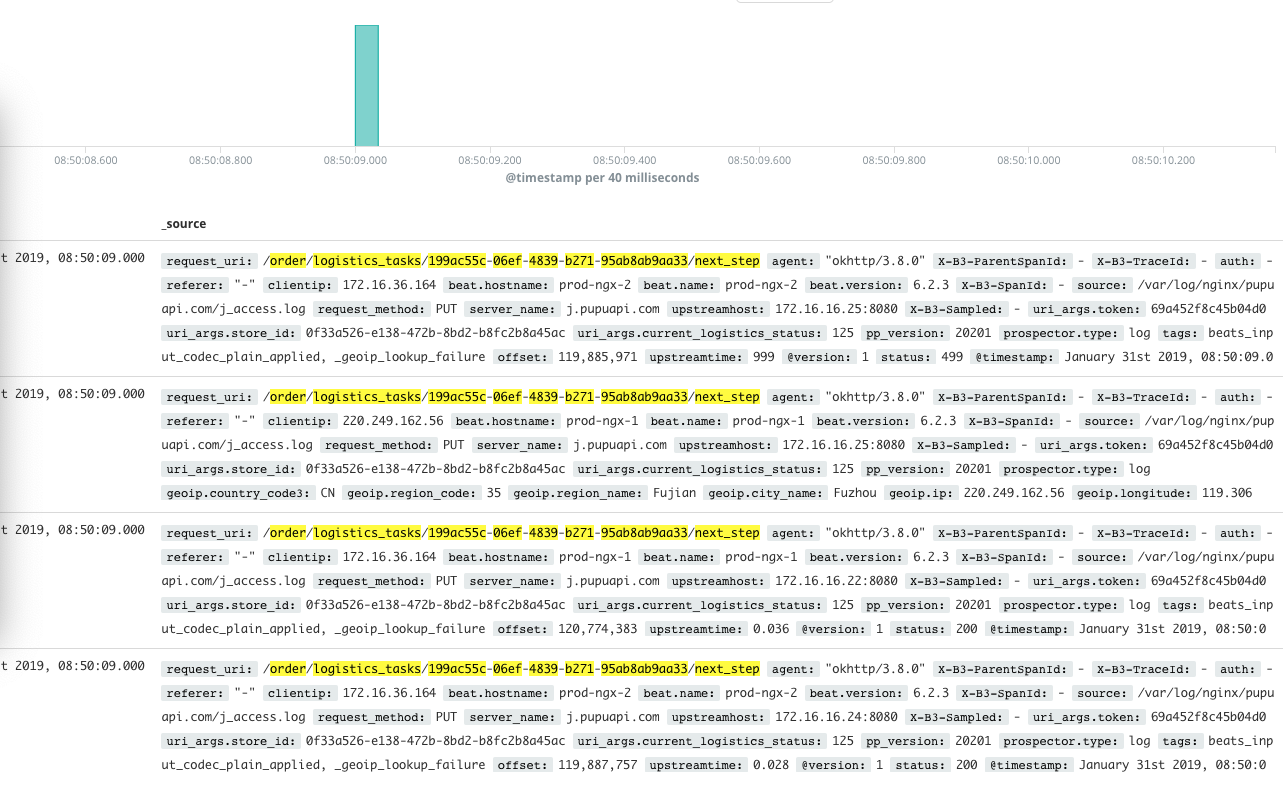 08:50:08.600 08:50:08.800 08:50:09.000 08:50:09.200 08:50:09.400 08:50:09.600 08:50:09.800 08:50:10.000 08:50:10.200
@timestamp per 40 milliseconds
_source
t 2019, 08:50:09.000 request_uri: /order/logistics_tasks/199ac55c-06ef-4839-b271-95ab8ab9aa33/next_step agent: "okhttp/3.8.0" X-B3-ParentSpanId: - X-B3-TraceId: - auth: -
referer: "-" clientip: 172.16.36.164 beat.hostname: prod-ngx-2 beat.name: prod-ngx-2 beat.version: 6.2.3 X-B3-SpanId: - source: /var/log/nginx/pupu
api.com/j_access.log request_method: PUT server_name: j.pupuapi.com upstreamhost: 172.16.16.25:8080 X-B3-Sampled: - uri_args.token: 69a452f8c45b04d0
uri_args.store_id: 0f33a526-e138-472b-8bd2-b8fc2b8a45ac uri_args.current_logistics_status: 125 pp_version: 20201 prospector.type: log tags: beats_inp
ut_codec_plain_applied, _geoip_lookup_failure offset: 119,885,971 upstreamtime: 999 @version: 1 status: 499 @timestamp: January 31st 2019, 08:50:09.0
t 2019, 08:50:09.000 request_uri: /order/logistics_tasks/199ac55c-06ef-4839-b271-95ab8ab9aa33/next_step agent: "okhttp/3.8.0" X-B3-ParentSpanId: - X-B3-TraceId: - auth: -
referer: "-" clientip: 220.249.162.56 beat.hostname: prod-ngx-1 beat.name: prod-ngx-1 beat.version: 6.2.3 X-B3-SpanId: - source: /var/log/nginx/pup
uapi.com/j_access.log request_method: PUT server_name: j.pupuapi.com upstreamhost: 172.16.16.25:8080 X-B3-Sampled: - uri_args.token: 69a452f8c45b04d0
uri_args.store_id: 0f33a526-e138-472b-8bd2-b8fc2b8a45ac uri_args.current_logistics_status: 125 pp_version: 20201 prospector.type: log
geoip.country_code3: CN geoip.region_code: 35 geoip.region_name: Fujian geoip.city_name: Fuzhou geoip.ip: 220.249.162.56 geoip.longitude: 119.306
t 2019, 08:50:09.000 request_uri: /order/logistics_tasks/199ac55c-06ef-4839-b271-95ab8ab9aa33/next_step agent: "okhttp/3.8.0" X-B3-ParentSpanId: - X-B3-TraceId: - auth: -
referer: "-" clientip: 172.16.36.164 beat.hostname: prod-ngx-1 beat.name: prod-ngx-1 beat.version: 6.2.3 X-B3-SpanId: - source: /var/log/nginx/pupu
api.com/j_access.log request_method: PUT server_name: j.pupuapi.com upstreamhost: 172.16.16.22:8080 X-B3-Sampled: - uri_args.token: 69a452f8c45b04d0
uri_args.store_id: 0f33a526-e138-472b-8bd2-b8fc2b8a45ac uri_args.current_logistics_status: 125 pp_version: 20201 prospector.type: log tags: beats_inp
ut_codec_plain_applied, _geoip_lookup_failure offset: 120,774,383 upstreamtime: 0.036 @version: 1 status: 200 @timestamp: January 31st 2019, 08:50:0
t 2019, 08:50:09.000 request_uri: /order/logistics_tasks/199ac55c-06ef-4839-b271-95ab8ab9aa33/next_step agent: "okhttp/3.8.0" X-B3-ParentSpanId: - X-B3-TraceId: - auth: -
referer: "-" clientip: 172.16.36.164 beat.hostname: prod-ngx-2 beat.name: prod-ngx-2 beat.version: 6.2.3 X-B3-SpanId: - source: /var/log/nginx/pupu
api.com/j_access.log request_method: PUT server_name: j.pupuapi.com upstreamhost: 172.16.16.24:8080 X-B3-Sampled: - uri_args.token: 69a452f8c45b04d0
uri_args.store_id: 0f33a526-e138-472b-8bd2-b8fc2b8a45ac uri_args.current_logistics_status: 125 pp_version: 20201 prospector.type: log tags: beats_inp
ut_codec_plain_applied, _geoip_lookup_failure offset: 119,887,757 upstreamtime: 0.028 @version: 1 status: 200 @timestamp: January 31st 2019, 08:50:0